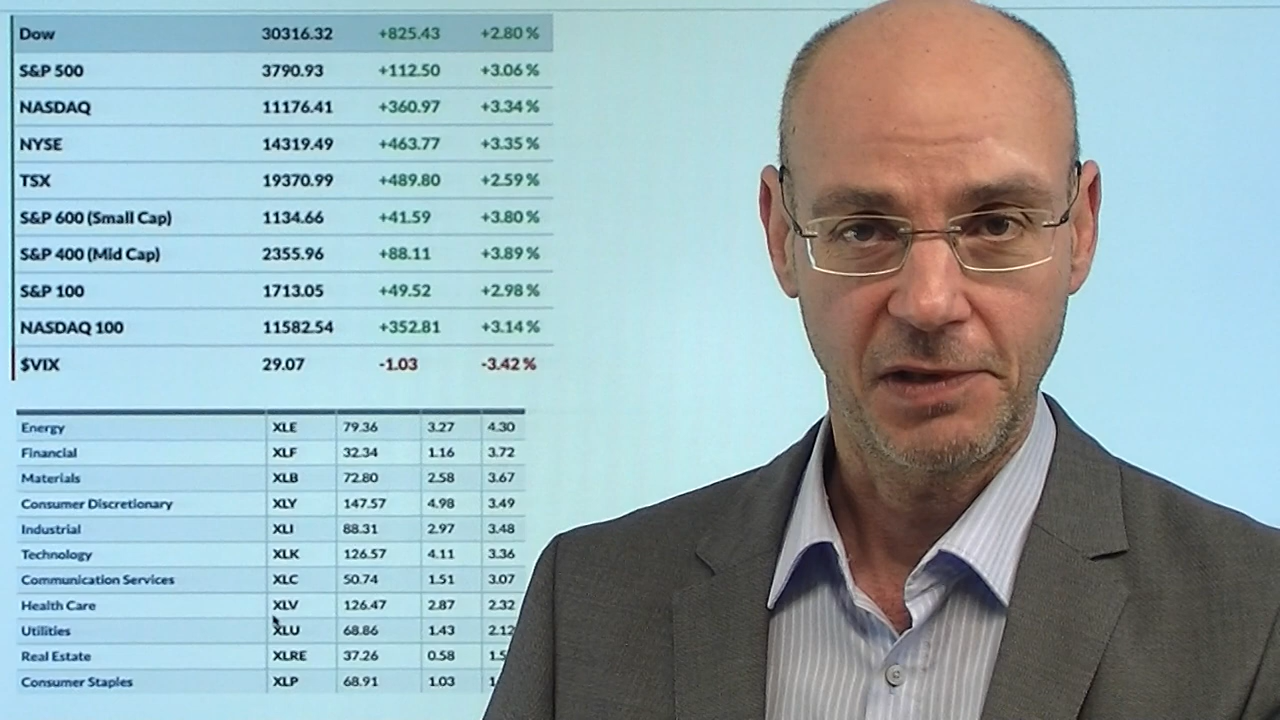 Dow 30316.32 +825.43 +2.80 %
S&P 500 3790.93 +112.50 +3.06 %
NASDAQ 11176.41 +360.97 +3.34 %
NYSE 14319.49 +463.77 +3.35 %
TSX 19370.99 +489.80 +2.59 %
S&P 600 (Small Cap) 1134.66 +41.59 +3.80 %
S&P 400 (Mid Cap) 2355.96 +88.11 +3.89 %
S&P 100 1713.05 +49.52 +2.98 %
NASDAQ 100 11582.54 +352.81 +3.14 %
$VIX 29.07 -1.03 -3.42 %
Energy XLE 79.36 3.27 4.30
Financial XLF 32.34 1.16 3.72
Materials XLB 72.80 2.58 3.67
Consumer Discretionary XLY 147.57 4.98 3.49
Industrial XLI 88.31 2.97 3.48
Technology XLK 126.57 4.11 3.36
Communication Services XLC 50.74 1.51 3.07
Health Care XLV 126.47 2.87 2.32
Utilities XLU 68.86 1.43 2.12
Real Estate XLRE 37.26 0.58
Consumer Staples XLP 68.91 1.03